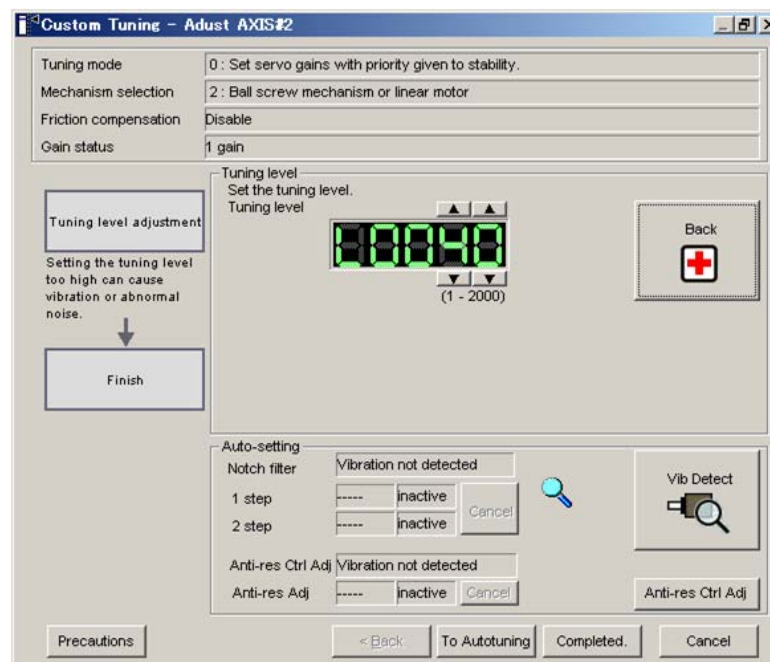 Custom Tuning - Adust AXIS#2
Tuning mode
0 : Set servo gains with priority given to stability.
Mechanism selection
2 : Ball screw mechanism or linear motor
Friction compensation
Disable
Gain status
1 gain
Tuning level adjustment
Setting the tuning level
too high can cause
vibration or abnormal
noise.
Finish
Tuning level
Set the tuning level.
Tuning level
L0040
(1 - 2000)
Back
Auto-setting
Notch filter
Vibration not detected
1 step
-----
inactive
Cancel
2 step
-----
inactive
Anti-res Ctrl Adj
Vibration not detected
Anti-res Adj
-----
inactive
Cancel
Vib Detect
Anti-res Ctrl Adj
Precautions
< Back
To Autotuning
Completed.
Cancel